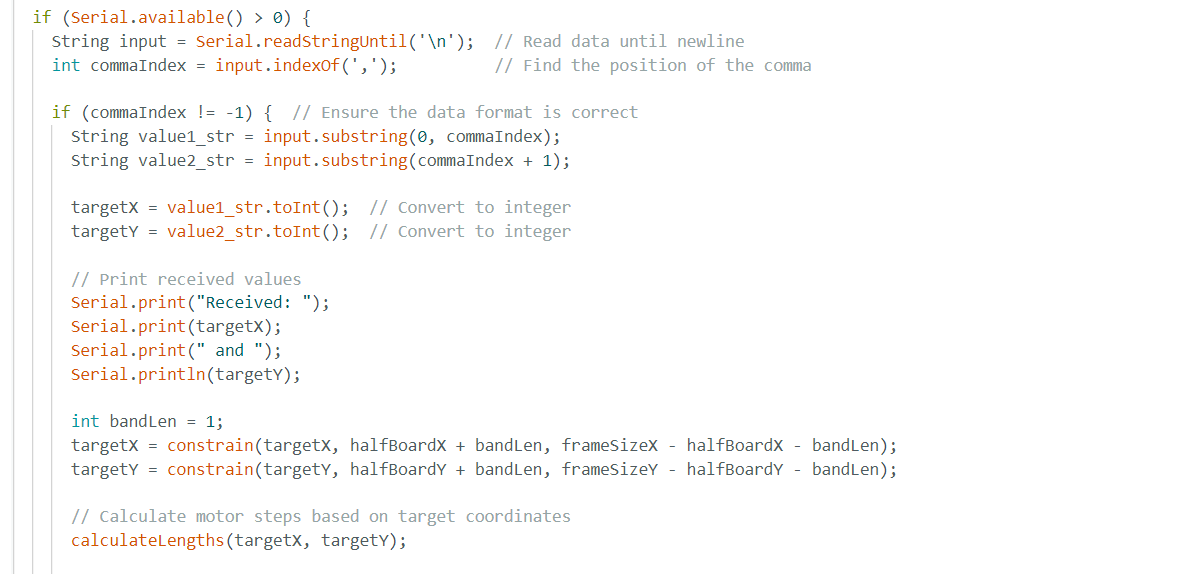 if (Serial.available() > 0) {
String input = Serial.readStringUntil('\n');  // Read data until newline
int commaIndex = input.indexOf(',');          // Find the position of the comma
if (commaIndex != -1) {  // Ensure the data format is correct
String value1_str = input.substring(0, commaIndex);
String value2_str = input.substring(commaIndex + 1);
targetX = value1_str.toInt();  // Convert to integer
targetY = value2_str.toInt();  // Convert to integer
// Print received values
Serial.print("Received: ");
Serial.print(targetX);
Serial.print(" and ");
Serial.println(targetY);
int bandLen = 1;
targetX = constrain(targetX, halfBoardX + bandLen, frameSizeX - halfBoardX - bandLen);
targetY = constrain(targetY, halfBoardY + bandLen, frameSizeY - halfBoardY - bandLen);
// Calculate motor steps based on target coordinates
calculateLengths(targetX, targetY);